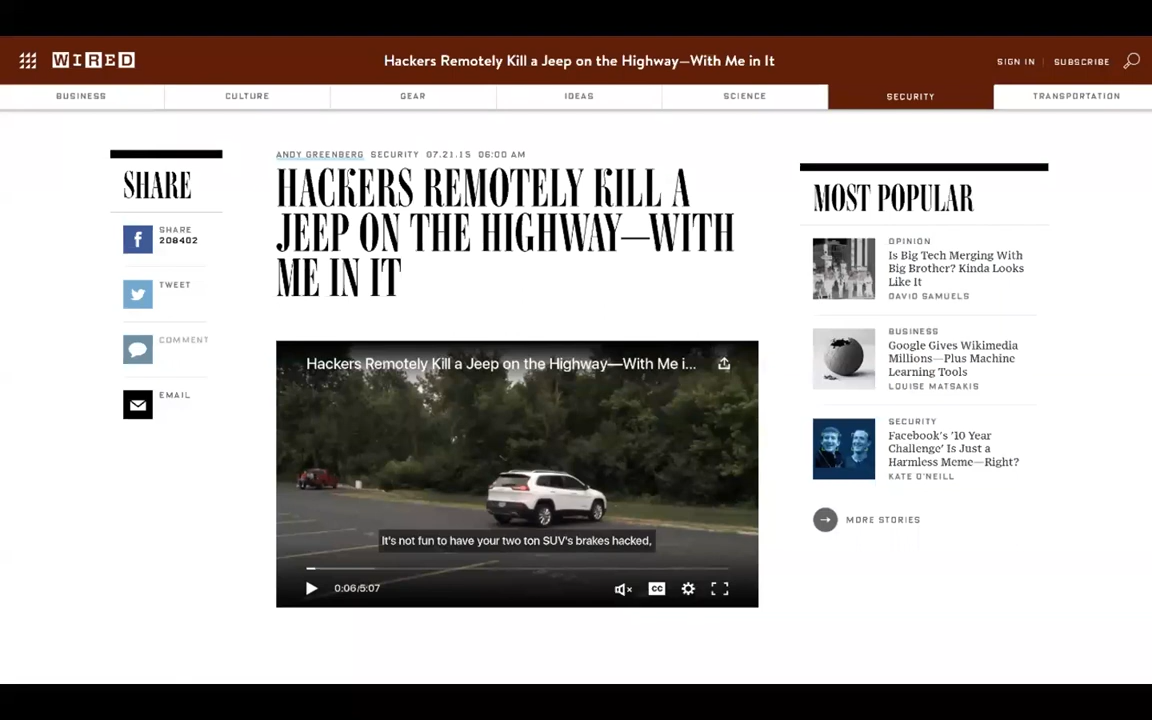 WIRED
Hackers Remotely Kill a Jeep on the Highway—With Me in It
SIGN IN
SUBSCRIBE
BUSINESS
CULTURE
GEAR
IDEAS
SCIENCE
SECURITY
TRANSPORTATION
SHARE
SHARE
208402
TWEET
COMMENT
EMAIL
ANDY GREENBERG SECURITY 07.21.15 06:00 AM
HACKERS REMOTELY KILL A
JEEP ON THE HIGHWAY—WITH
ME IN IT
Hackers Remotely Kill a Jeep on the Highway—With Me i...
It's not fun to have your two ton SUV's brakes hacked,
0:06/5:07
CC
MOST POPULAR
OPINION
Is Big Tech Merging With
Big Brother? Kinda Looks
Like It
DAVID SAMUELS
BUSINESS
Google Gives Wikimedia
Millions—Plus Machine
Learning Tools
LOUISE MATSAKIS
SECURITY
Facebook's '10 Year
Challenge' Is Just a
Harmless Meme—Right?
KATE O'NEILL
MORE STORIES